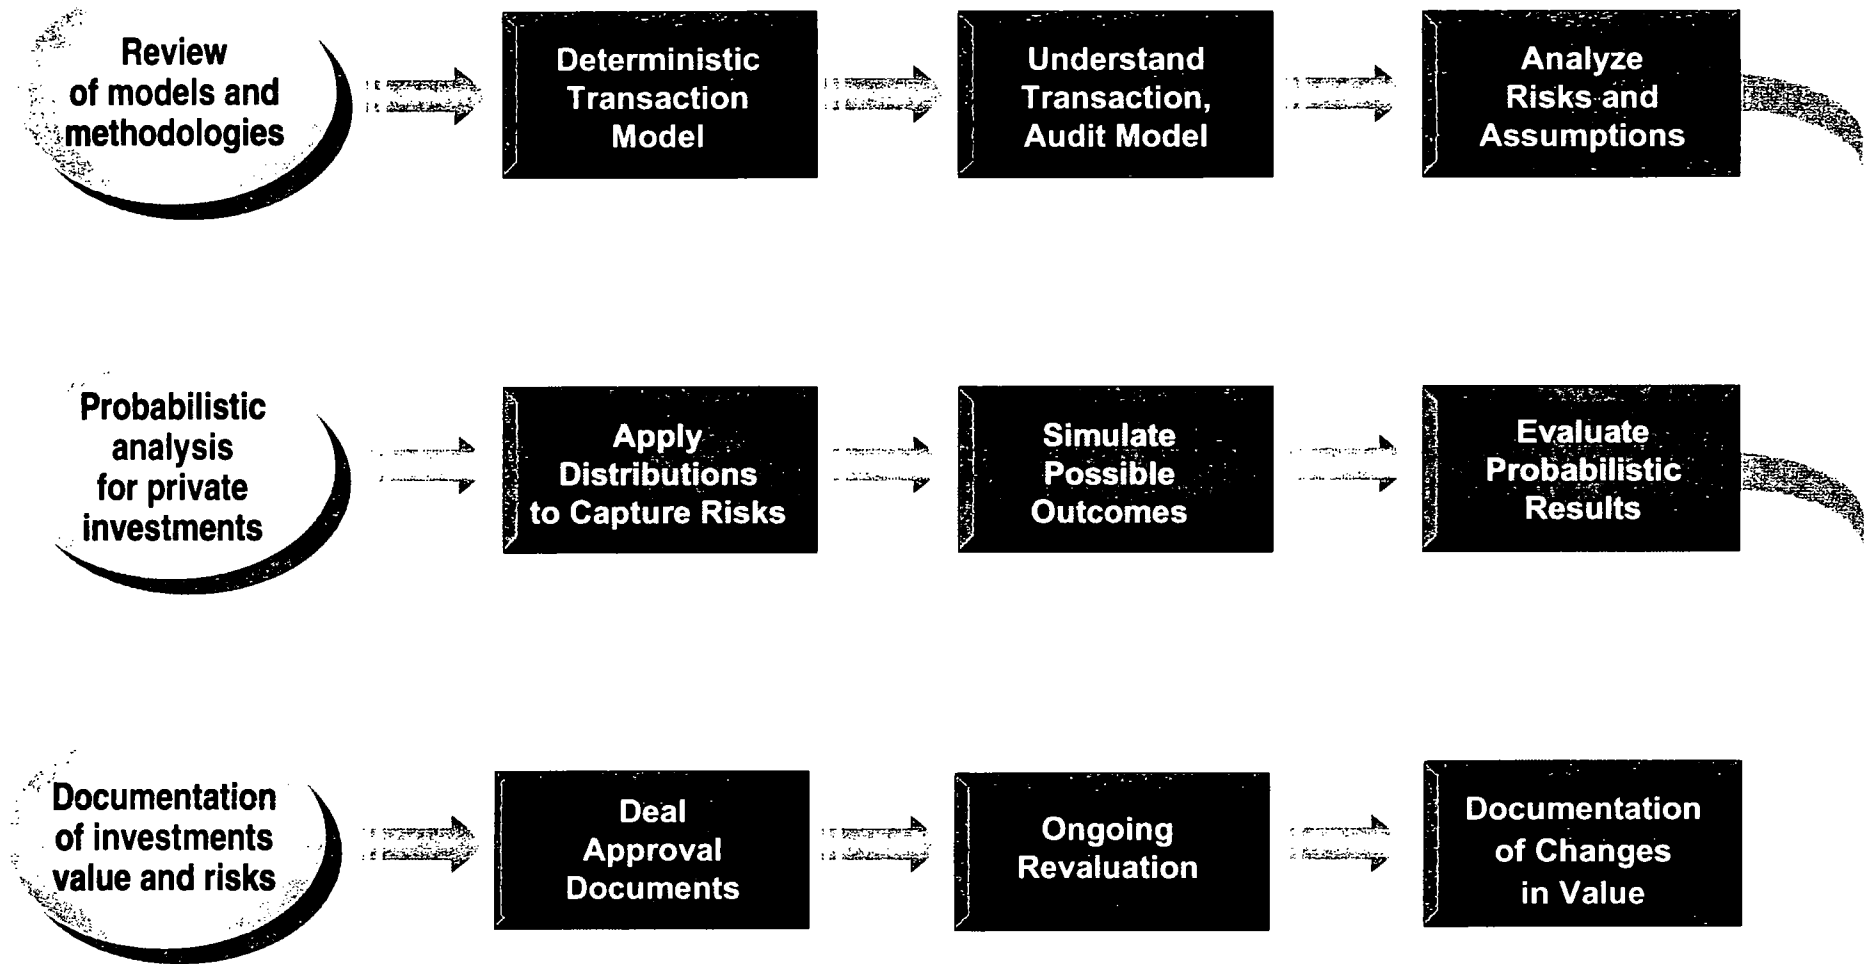 Review
of models and
methodologies
Deterministic
Transaction
Model
Understand
Transaction,
Audit Model
Analyze
Risks and
Assumptions
Probabilistic
analysis
for private
investments
Apply
Distributions
to Capture Risks
Simulate
Possible
Outcomes
Evaluate
Probabilistic
Results
Documentation
of investments
value and risks
Deal
Approval
Documents
Ongoing
Revaluation
Documentation
of Changes
in Value